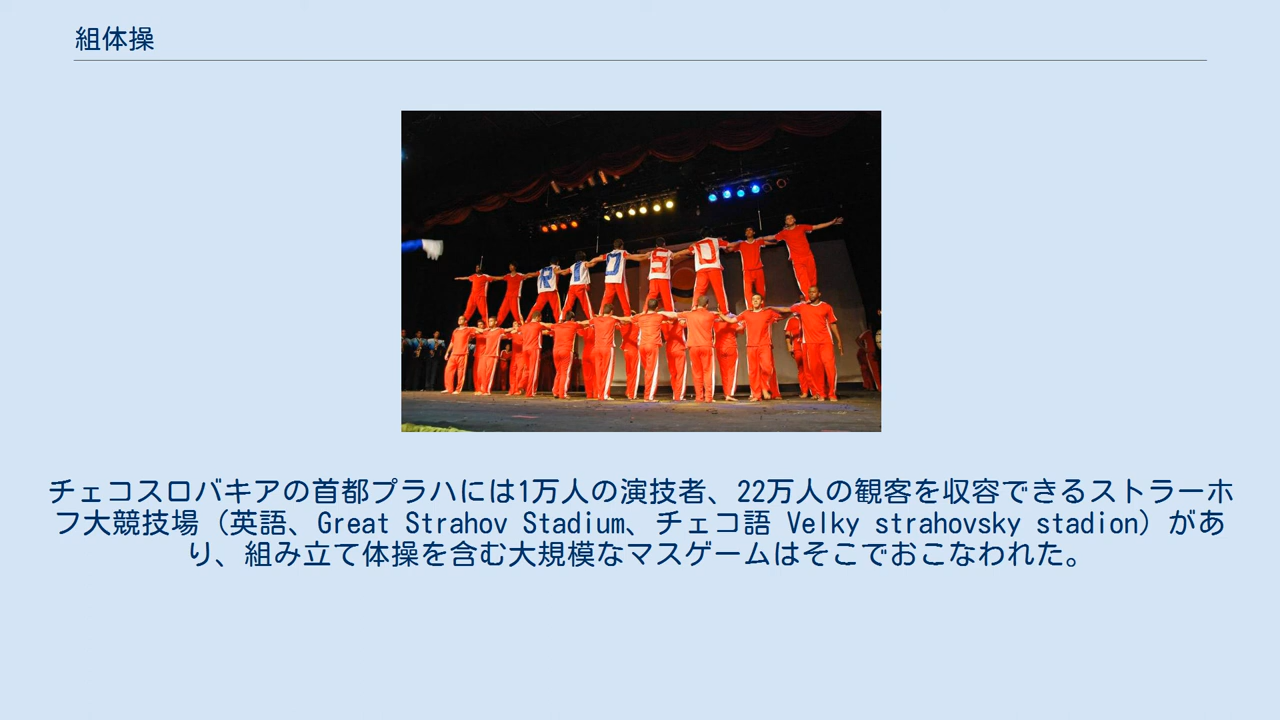 組体操
R I O S D
チェコスロバキアの首都プラハには1万人の演技者、22万人の観客を収容できるストラーホ
フ大競技場（英語、Great Strahov Stadium、チェコ語 Velky strahovsky stadion）があ
り、組み立て体操を含む大規模なマスゲームはそこでおこなわれた。